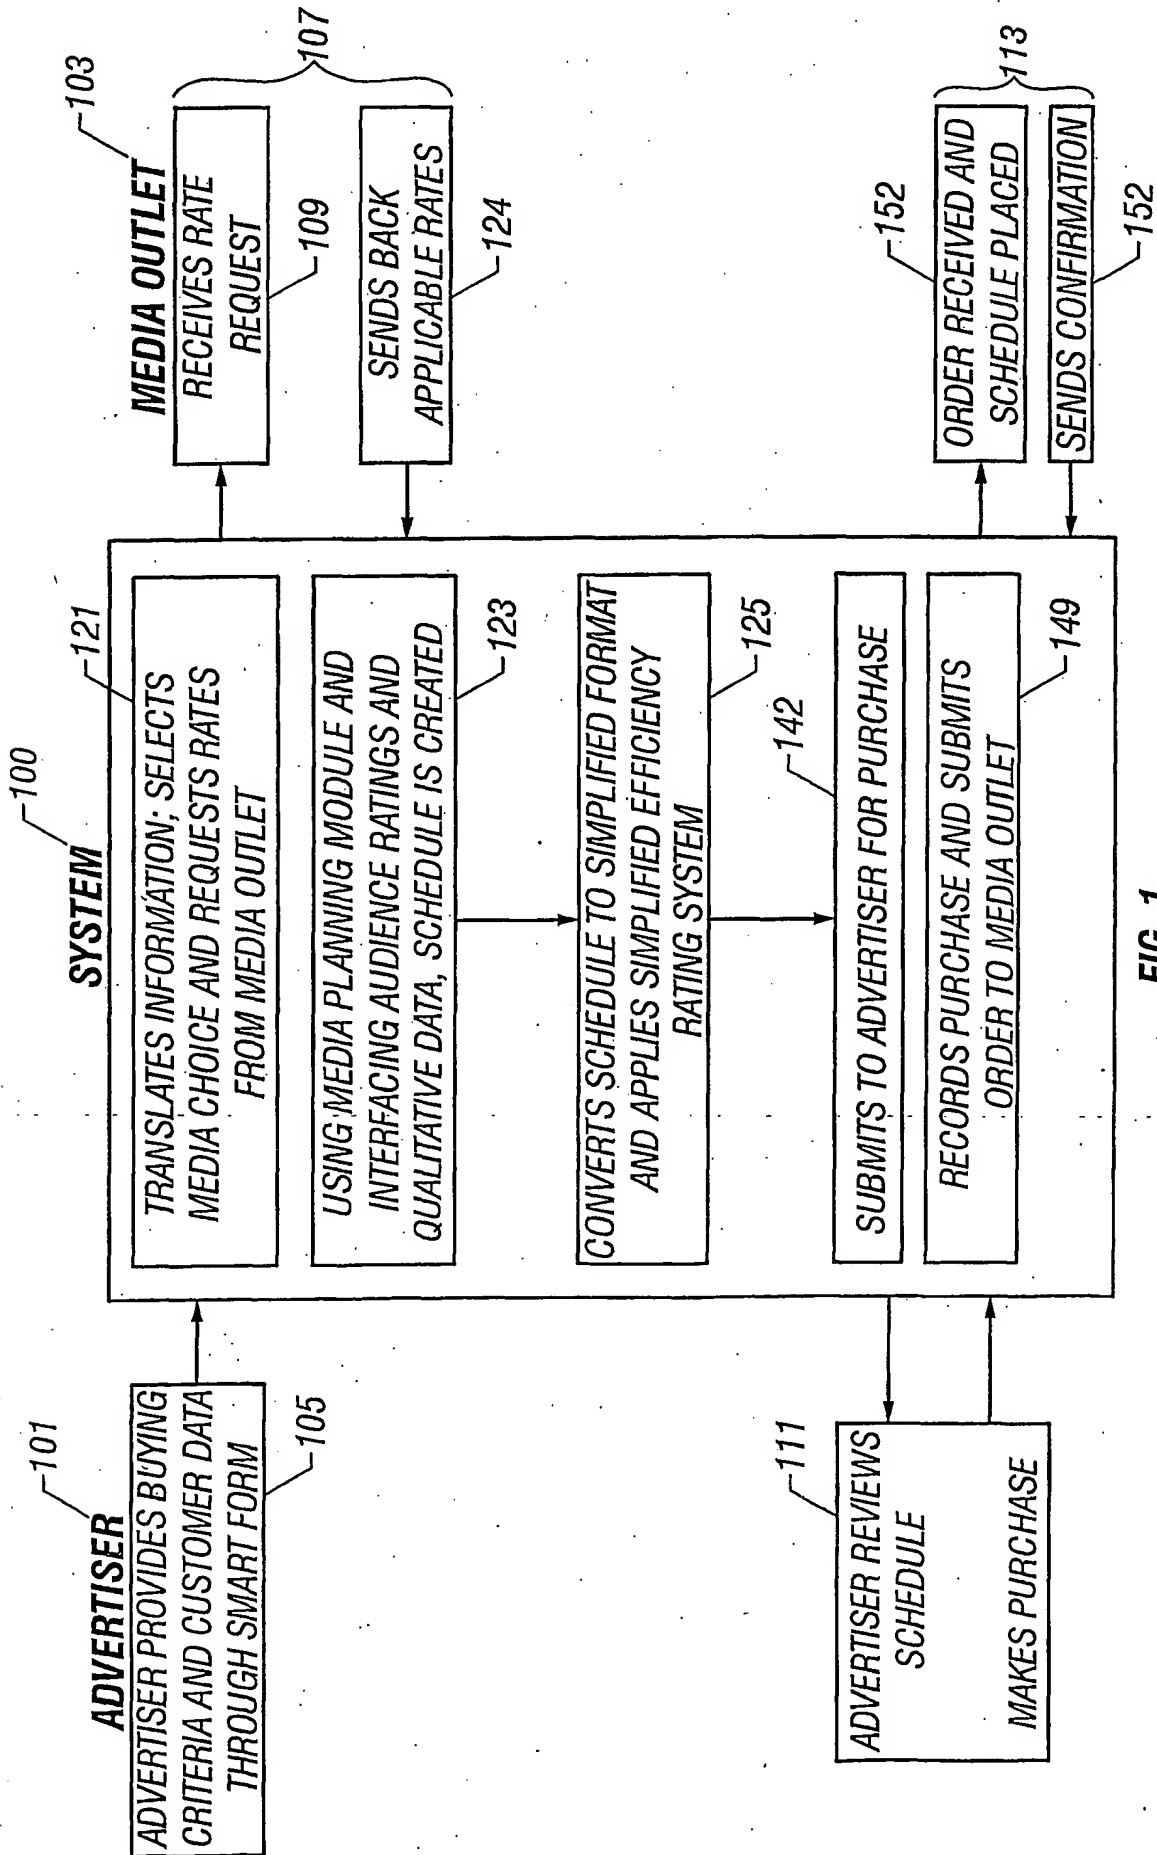 100
101
ADVERTISER
ADVERTISER PROVIDES BUYING
CRITERIA AND CUSTOMER DATA
THROUGH SMART FORM
105
SYSTEM
121
TRANSLATES INFORMATION; SELECTS
MEDIA CHOICE AND REQUESTS RATES
FROM MEDIA OUTLET
USING MEDIA PLANNING MODULE AND
INTERFACING AUDIENCE RATINGS AND
QUALITATIVE DATA, SCHEDULE IS CREATED
123
CONVERTS SCHEDULE TO SIMPLIFIED FORMAT
AND APPLIES SIMPLIFIED EFFICIENCY
RATING SYSTEM
125
142
SUBMITS TO ADVERTISER FOR PURCHASE
RECORDS PURCHASE AND SUBMITS
ORDER TO MEDIA OUTLET
149
103
MEDIA OUTLET
RECEIVES RATE
REQUEST
109
107
SENDS BACK
APPLICABLE RATES
124
152
ORDER RECEIVED AND
SCHEDULE PLACED
113
SENDS CONFIRMATION
152
111
ADVERTISER REVIEWS
SCHEDULE
MAKES PURCHASE
FIG. 1